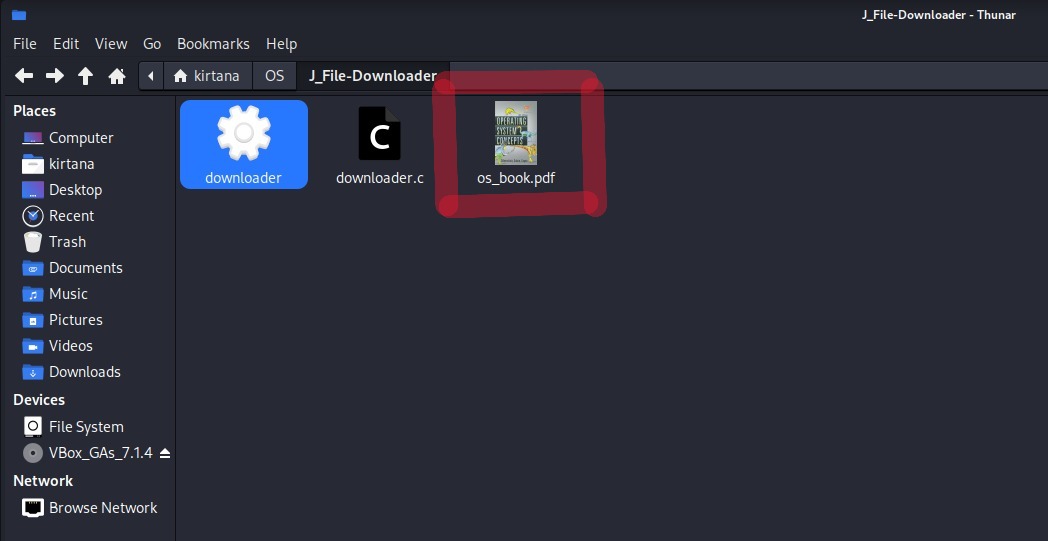 J_File-Downloader - Thunar
File Edit View Go Bookmarks Help
kirtana OS J_File-Downloader
Places
Computer
kirtana
Desktop
Recent
Trash
Documents
Music
Pictures
Videos
Downloads
Devices
File System
VBox_GAs_7.1.4
Network
Browse Network
C
OPERATING
SYSTEM
CONCEPTS
downloader downloader.c os_book.pdf